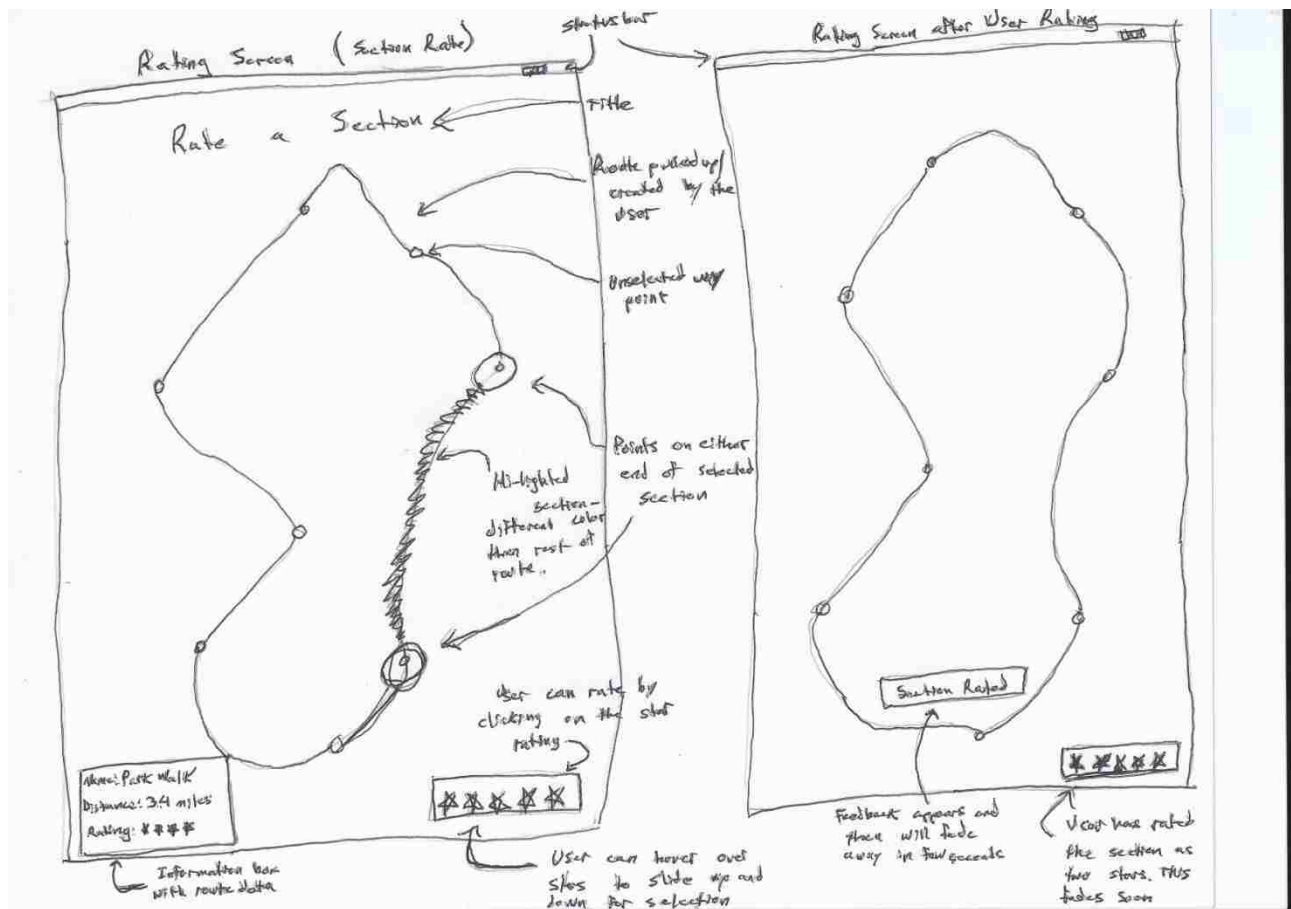 Rating Screen (Section Rate)
Status bar
Rating Screen after User Rating
Rate a Section
Title
Route pulled up/
created by the
User
Unselected way
point
Points on either
end of selected
section
Hi-lighted
section-
different color
then rest of
route..
User can rate by
clicking on the star
rating
Name: Park Walk
Distance: 3.4 miles
Rating:
Information box
with route data
User can hover over
stars to slide up and
down for selection
Section Rated
Feedback appears and
then will fade
away in few seconds
User has rated
the section as
two stars. This
fades soon